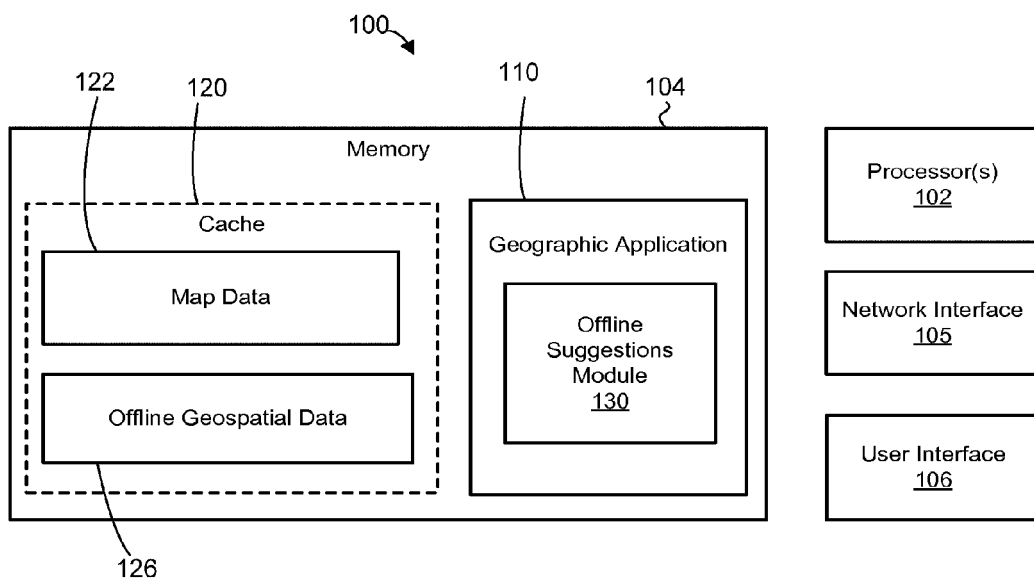 100
122
120
110
104
Memory
Processor(s)
102
Cache
Geographic Application
Map Data
Offline
Suggestions
Module
130
Network Interface
105
Offline Geospatial Data
User Interface
106
126